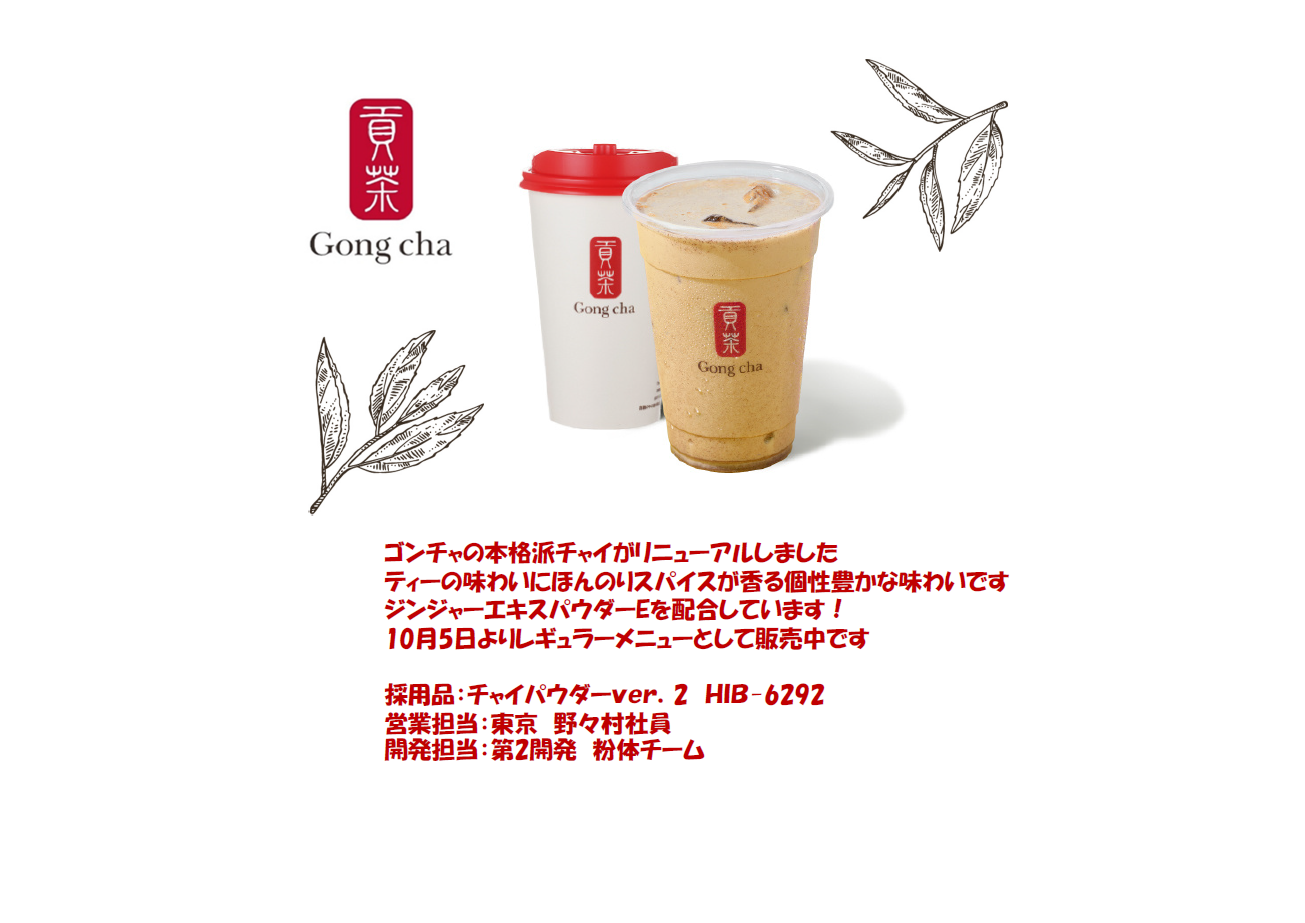 貢茶
Gong cha
貢茶
Gong cha
貢茶
Gong cha
ゴンチャの本格派チャイがリニューアルしました
ティーの味わいにほんのりスパイスが香る個性豊かな味わいです
ジンジャーエキスパウダーEを配合しています！
10月5日よりレギュラーメニューとして販売中です
採用品：チャイパウダーver. 2　HIB-6292
営業担当：東京　野々村社員
開発担当：第2開発　粉体チーム